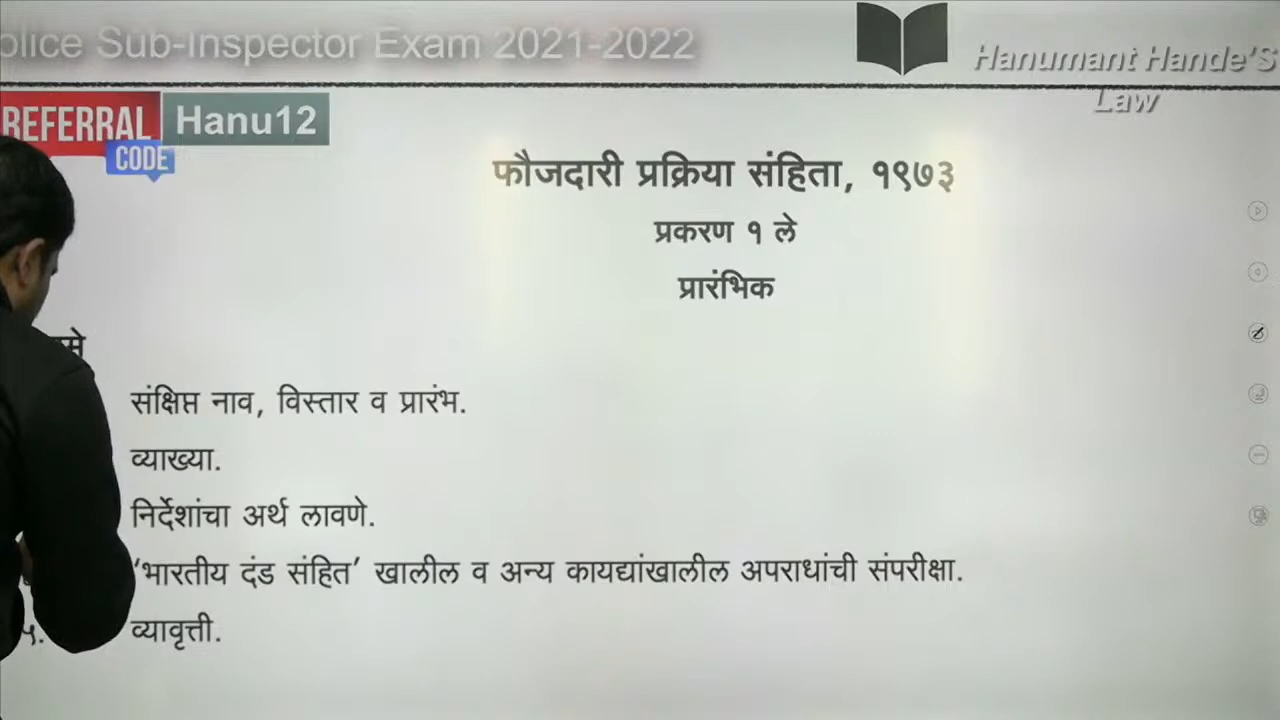 Sub-Inspector Exam 2021-2022
Hanumant Hande'S
Law
REFERRAL
CODE
Hanu12
फौजदारी प्रक्रिया संहिता, १९७३
प्रकरण १ ले
प्रारंभिक
संक्षिप्त नाव, विस्तार व प्रारंभ.
व्याख्या.
निर्देशांचा अर्थ लावणे.
'भारतीय दंड संहित' खालील व अन्य कायद्यांखालील अपराधांची संपरीक्षा.
५. व्यावृत्ती.